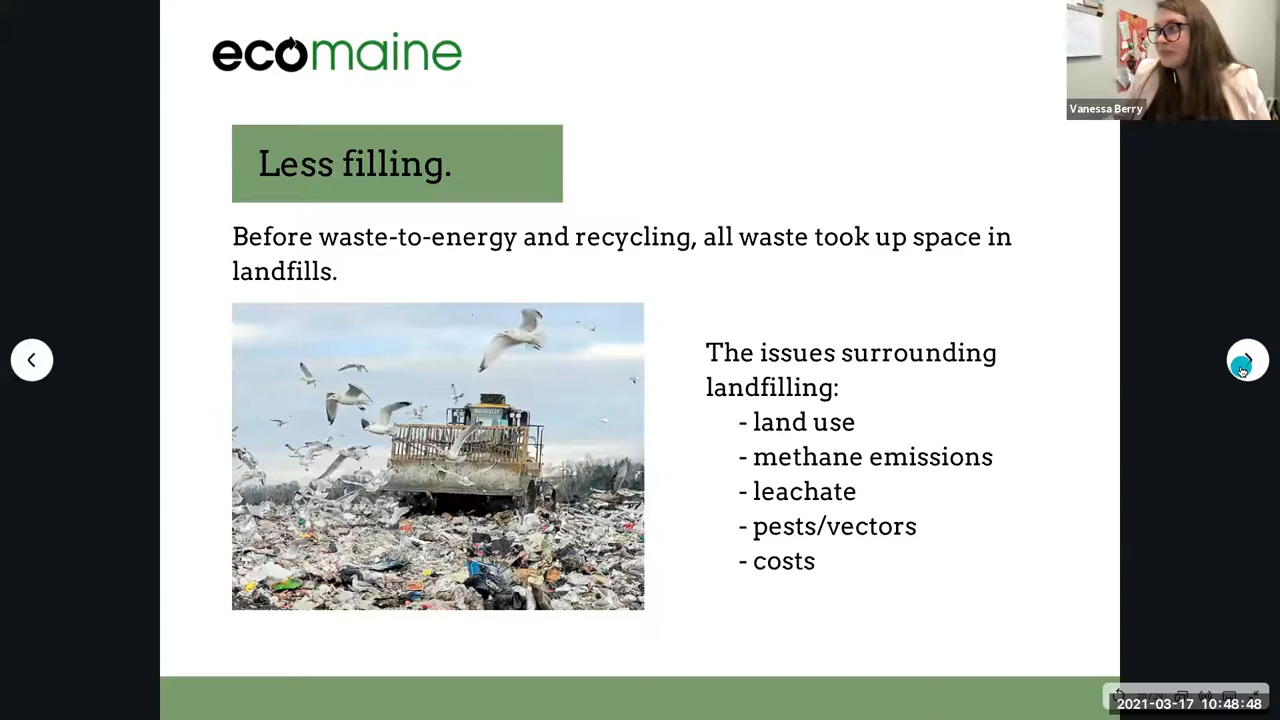 ecomaine
Vanessa Berry
Less filling.
Before waste-to-energy and recycling, all waste took up space in
landfills.
The issues surrounding
landfilling:
- land use
- methane emissions
- leachate
- pests/vectors
- costs
2021-03-17 10:48:48